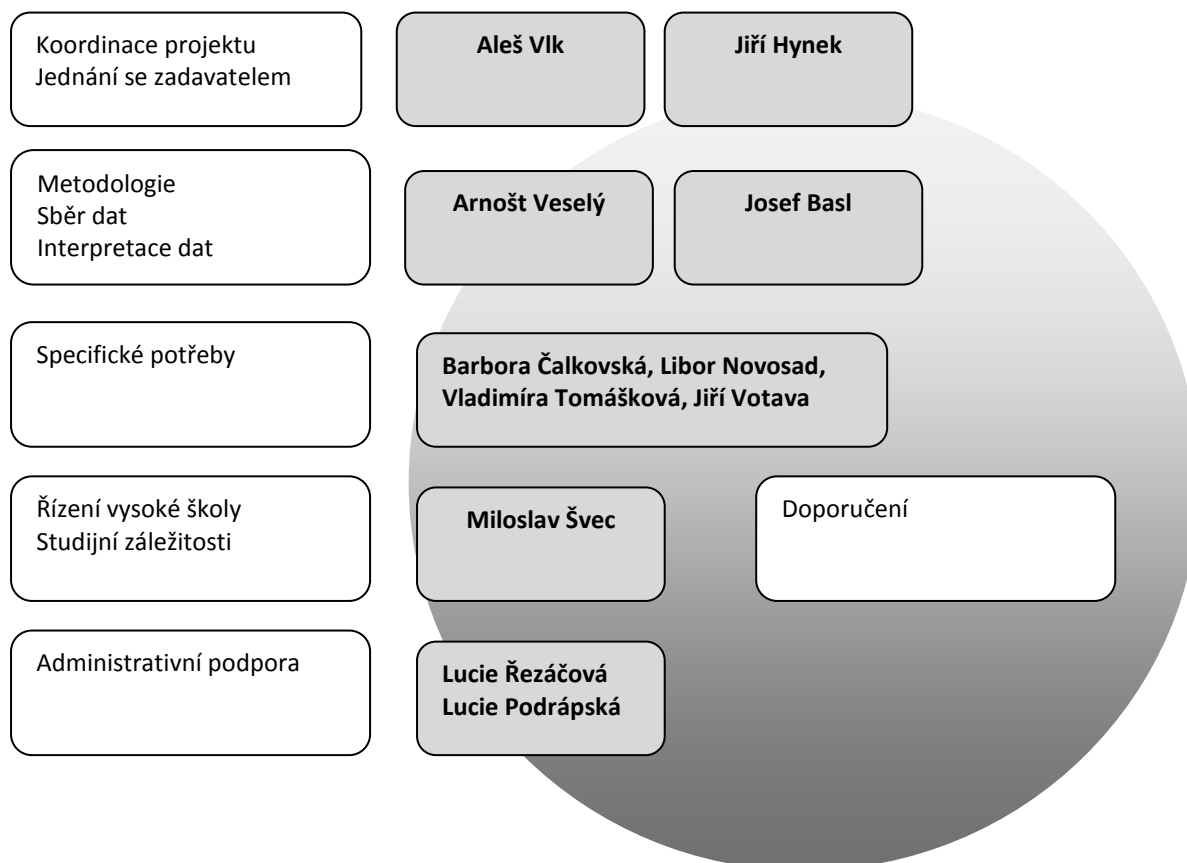 Koordinace projektu
Jednání se zadavatelem
Aleš Vlk
Jiří Hynek
Metodologie
Sběr dat
Interpretace dat
Arnošt Veselý
Josef Basl
Specifické potřeby
Barbora Čalkovská, Libor Novosad,
Vladimíra Tomášková, Jiří Votava
Řízení vysoké školy
Studijní záležitosti
Miloslav Švec
Doporučení
Administrativní podpora
Lucie Řezáčová
Lucie Podrápská